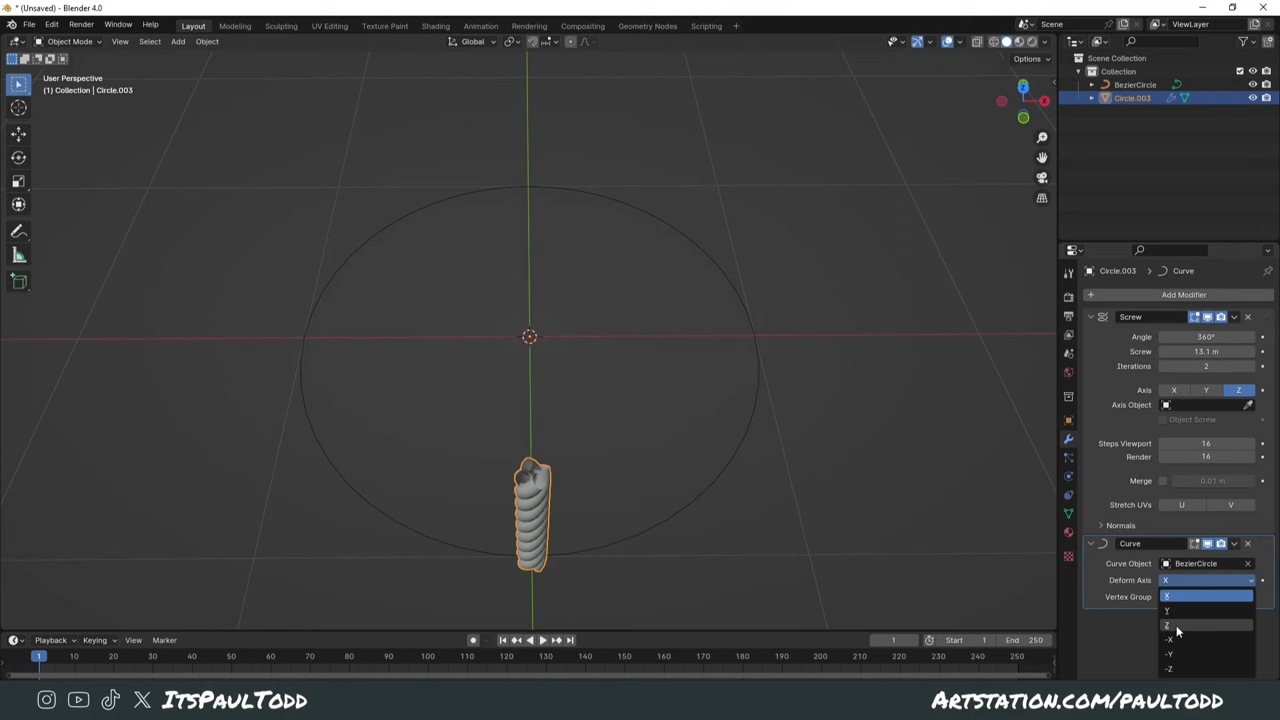 * (Unsaved) - Blender 4.0
File Edit Render Window Help Layout Modeling Sculpting UV Editing Texture Paint Shading Animation Rendering Compositing Geometry Nodes Scripting + Scene ViewLayer
Object Mode View Select Add Object Global
Options
User Perspective
(1) Collection | Circle.003
Z
X
Scene Collection
Collection
BezierCircle
Circle.003
Circle.003 > Curve
+ Add Modifier
Screw
Angle 360°
Screw 13.1 m
Iterations 2
Axis X Y Z
Axis Object
Object Screw
Steps Viewport 16
Render 16
Merge 0.01 m
Stretch UVs U V
Normals
Curve
Curve Object BezierCircle
Deform Axis X
Vertex Group X
Y
Z
-X
-Y
-Z
Playback Keying View Marker 1 Start 1 End 250
1 10 20 30 40 50 60 70 80 90 100 110 120 130 140 150 160 170 180 190 200 210 220 230 240 250
ItsPaulTodd
Artstation.com/paultodd